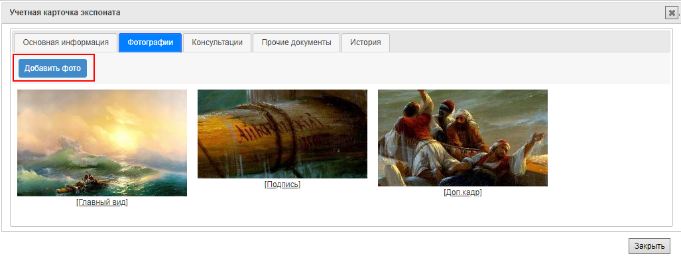 Учетная карточка экспоната
Основная информация Фотографии Консультации Прочие документы История
Добавить фото
[Главный вид] [Подпись] [Доп.кадр]
Закрыть